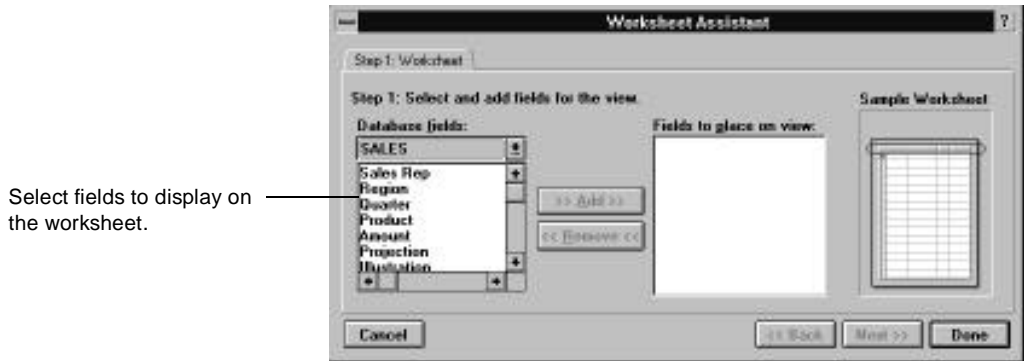 Worksheet Assistant
?
Step 1: Worksheet
Step 1: Select and add fields for the view.
Sample Worksheet
Database fields:
Fields to place on view:
SALES
Sales Rep
Region
Quarter
Product
Amount
Projection
Illustration
>> Add >>
<< Remove <<
Select fields to display on
the worksheet.
Cancel
<< Back
Next >>
Done